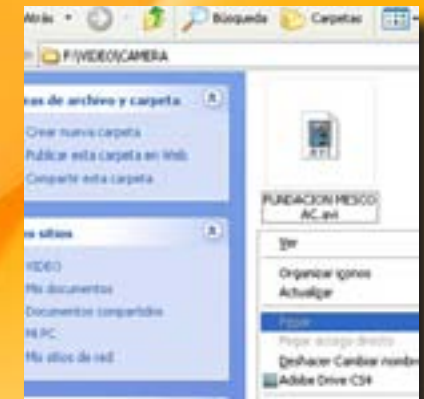 Atrás
Búsqueda
Carpetas
F:\VIDEO\CAMERA
as de archivo y carpeta
Crear nueva carpeta
Publicar esta carpeta en Web
Compartir esta carpeta
FUNDACION MESCO
AC.avi
s sitios
VIDEO
Mis documentos
Documentos compartidos
Mi PC
Mis sitios de red
Ver
Organizar iconos
Actualizar
Pegar
Pegar acceso directo
Deshacer Cambiar nombre
Adobe Drive CS4